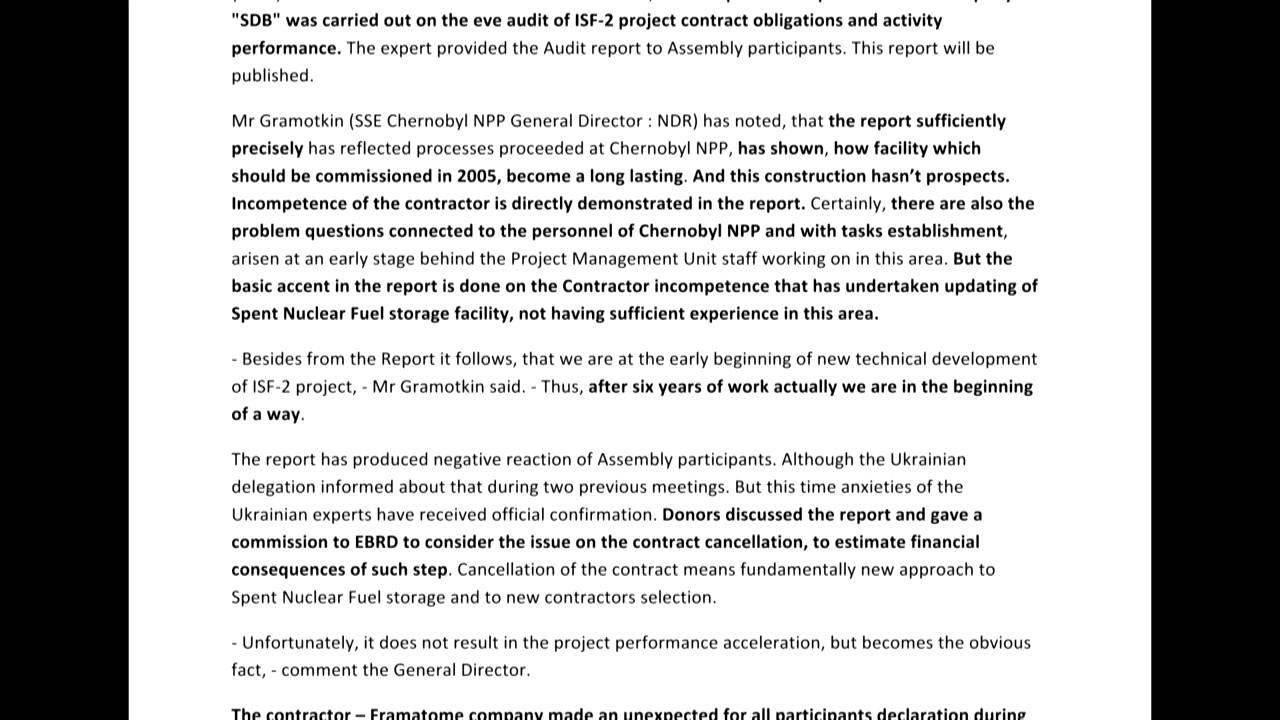 "SDB" was carried out on the eve audit of ISF-2 project contract obligations and activity
performance. The expert provided the Audit report to Assembly participants. This report will be
published.
Mr Gramotkin (SSE Chernobyl NPP General Director : NDR) has noted, that the report sufficiently
precisely has reflected processes proceeded at Chernobyl NPP, has shown, how facility which
should be commissioned in 2005, become a long lasting. And this construction hasn’t prospects.
Incompetence of the contractor is directly demonstrated in the report. Certainly, there are also the
problem questions connected to the personnel of Chernobyl NPP and with tasks establishment,
arisen at an early stage behind the Project Management Unit staff working on in this area. But the
basic accent in the report is done on the Contractor incompetence that has undertaken updating of
Spent Nuclear Fuel storage facility, not having sufficient experience in this area.
- Besides from the Report it follows, that we are at the early beginning of new technical development
of ISF-2 project, - Mr Gramotkin said. - Thus, after six years of work actually we are in the beginning
of a way.
The report has produced negative reaction of Assembly participants. Although the Ukrainian
delegation informed about that during two previous meetings. But this time anxieties of the
Ukrainian experts have received official confirmation. Donors discussed the report and gave a
commission to EBRD to consider the issue on the contract cancellation, to estimate financial
consequences of such step. Cancellation of the contract means fundamentally new approach to
Spent Nuclear Fuel storage and to new contractors selection.
- Unfortunately, it does not result in the project performance acceleration, but becomes the obvious
fact, - comment the General Director.
The contractor – Framatome company made an unexpected for all participants declaration during